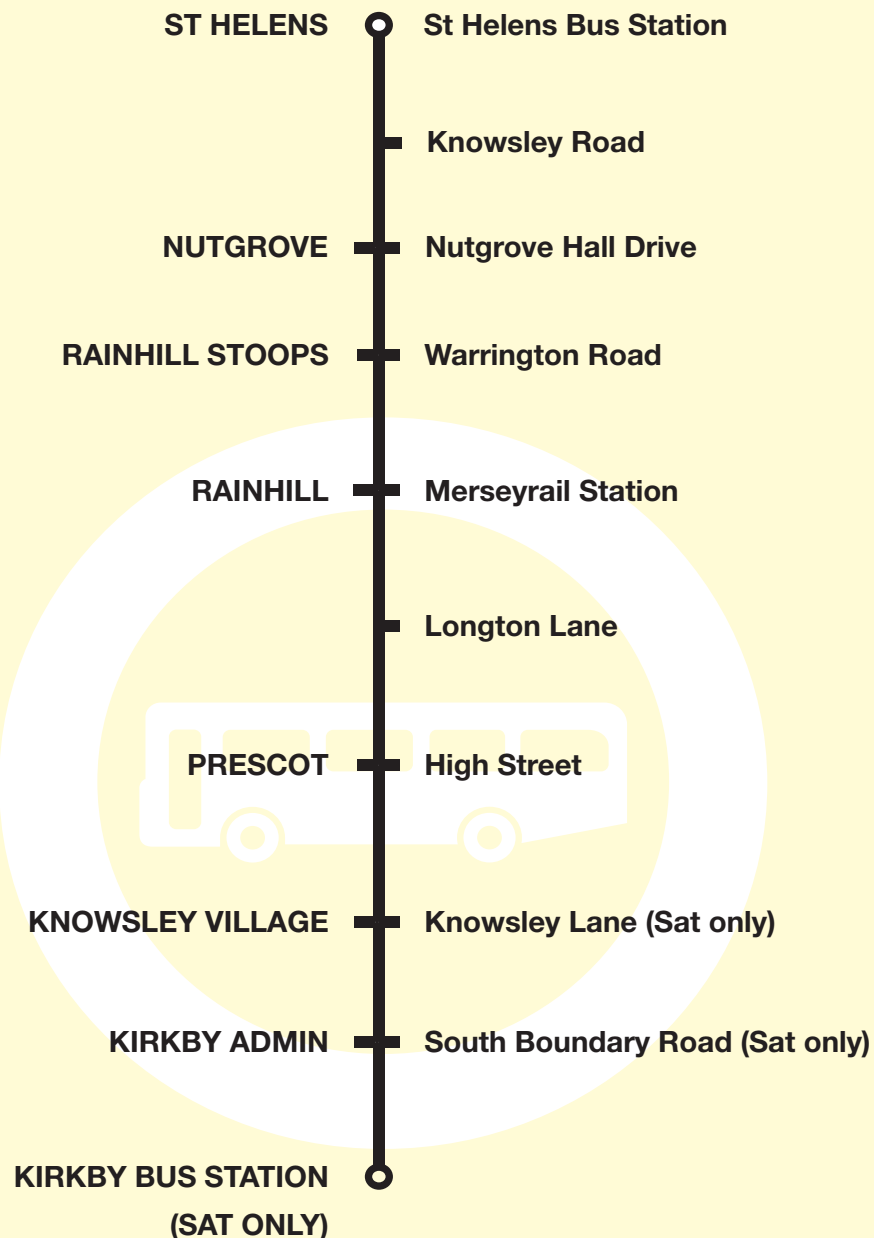 ST HELENS St Helens Bus Station
Knowsley Road
NUTGROVE Nutgrove Hall Drive
RAINHILL STOOPS Warrington Road
RAINHILL Merseyrail Station
Longton Lane
PRESCOT High Street
KNOWSLEY VILLAGE Knowsley Lane (Sat only)
KIRKBY ADMIN South Boundary Road (Sat only)
KIRKBY BUS STATION
(SAT ONLY)